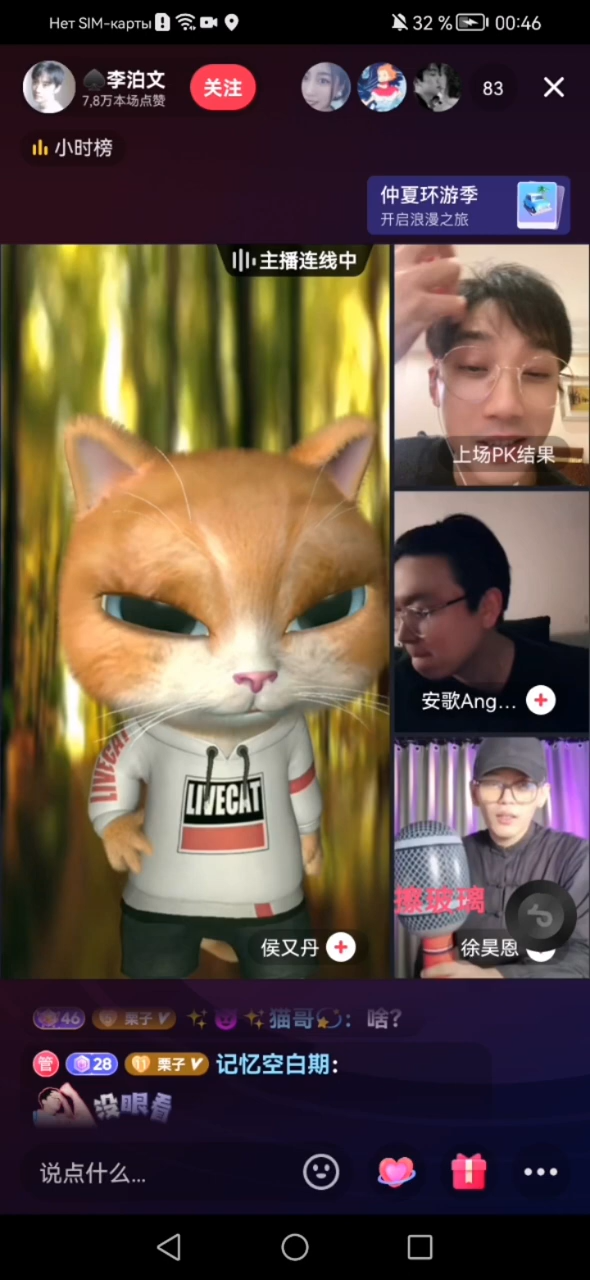 Нет SIM-карты
32 %
00:46
♠李泊文
7,8万本场点赞
关注
83
小时榜
仲夏环游季
开启浪漫之旅
主播连线中
上场PK结果
安歌Ang...
LIVECAT
LIVECAT
擦玻璃
侯又丹
徐昊恩
46 栗子 猫哥：啥？
管 28 11 栗子 记忆空白期：
没眼看
说点什么...